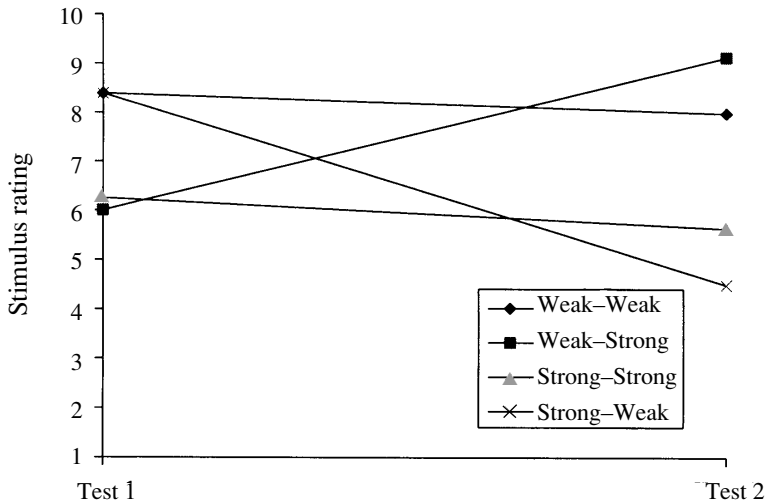 10
9
8
7
6
5
4
3
2
1
Stimulus rating
Weak–Weak
Weak–Strong
Strong–Strong
Strong–Weak
Test 1
Test 2